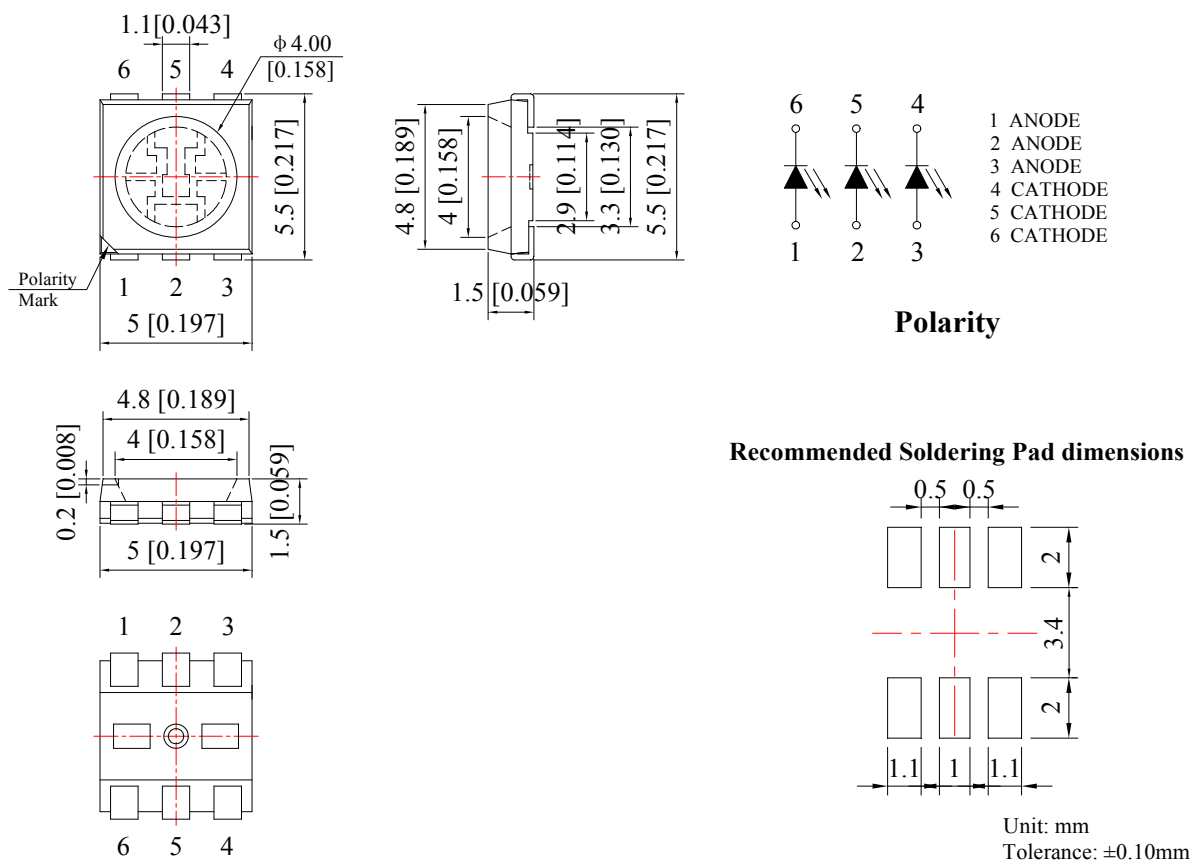 1.1[0.043]
ϕ4.00
[0.158]
6 5 4
5.5 [0.217]
Polarity
Mark
1 2 3
5 [0.197]
4.8 [0.189]
4 [0.158]
2.9 [0.114]
3.3 [0.130]
5.5 [0.217]
1.5 [0.059]
6 5 4
1 2 3
1 ANODE
2 ANODE
3 ANODE
4 CATHODE
5 CATHODE
6 CATHODE
Polarity
4.8 [0.189]
4 [0.158]
0.2 [0.008]
1.5 [0.059]
5 [0.197]
1 2 3
6 5 4
Recommended Soldering Pad dimensions
0.5 0.5
2
3.4
2
1.1 1 1.1
Unit: mm
Tolerance: ±0.10mm